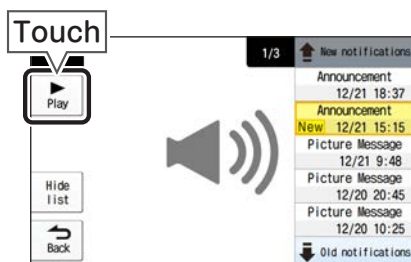 Touch
Play
Hide
list
Back
1/3
New notifications
Announcement
12/21 18:37
Announcement
New 12/21 15:15
Picture Message
12/21 9:48
Picture Message
12/20 20:45
Picture Message
12/20 10:25
Old notifications